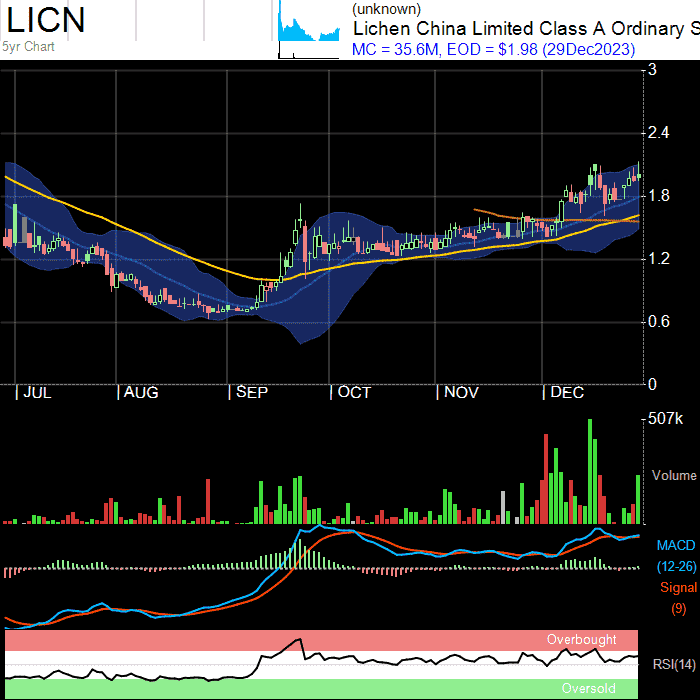 LICN
5yr Chart
(unknown)
Lichen China Limited Class A Ordinary S
MC = 35.6M, EOD = $1.98 (29Dec2023)
3
2.4
1.8
1.2
0.6
0
JUL AUG SEP OCT NOV DEC
507k
Volume
MACD
(12-26)
Signal
(9)
Overbought
RSI(14)
Oversold